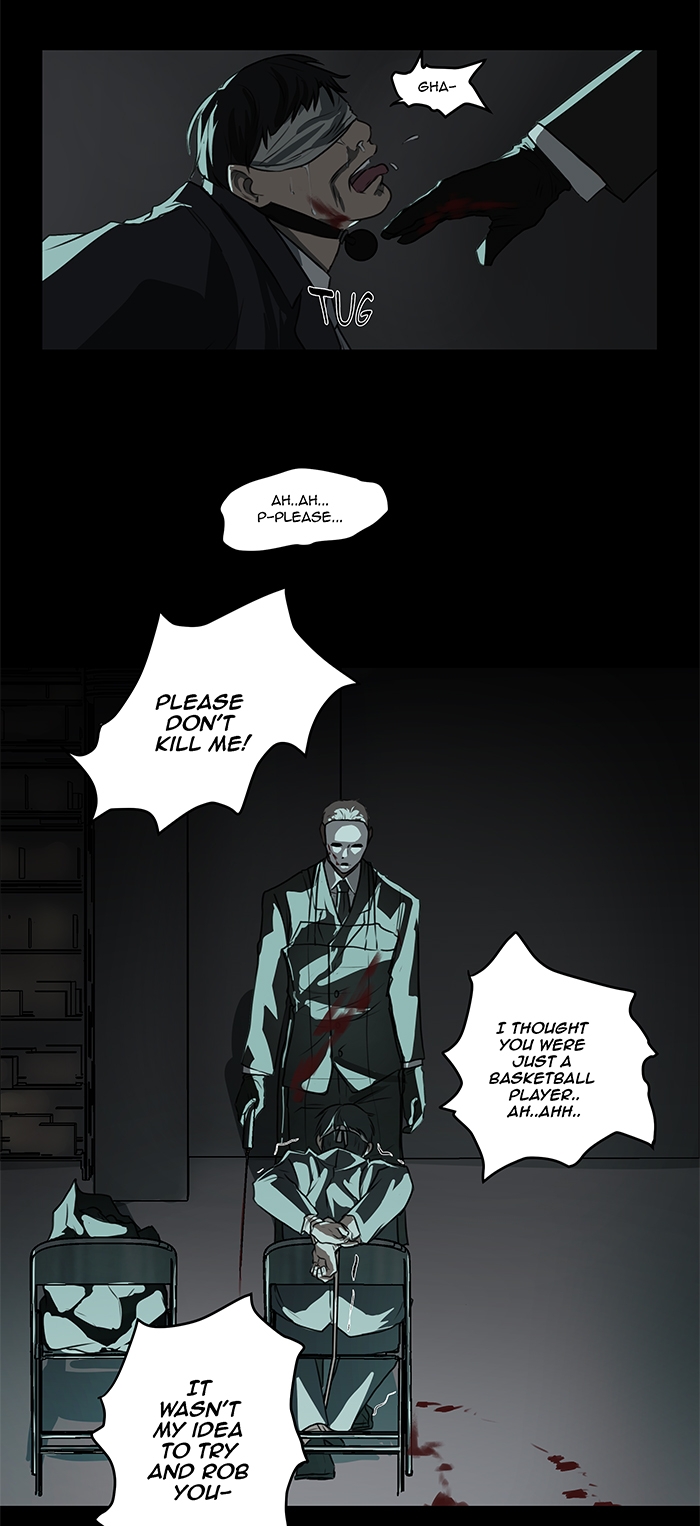 GHA-
TUG
AH..AH...
P-PLEASE...
PLEASE
DON'T
KILL ME!
I THOUGHT
YOU WERE
JUST A
BASKETBALL
PLAYER..
AH..AHH..
IT
WASN'T
MY IDEA
TO TRY
AND ROB
YOU-